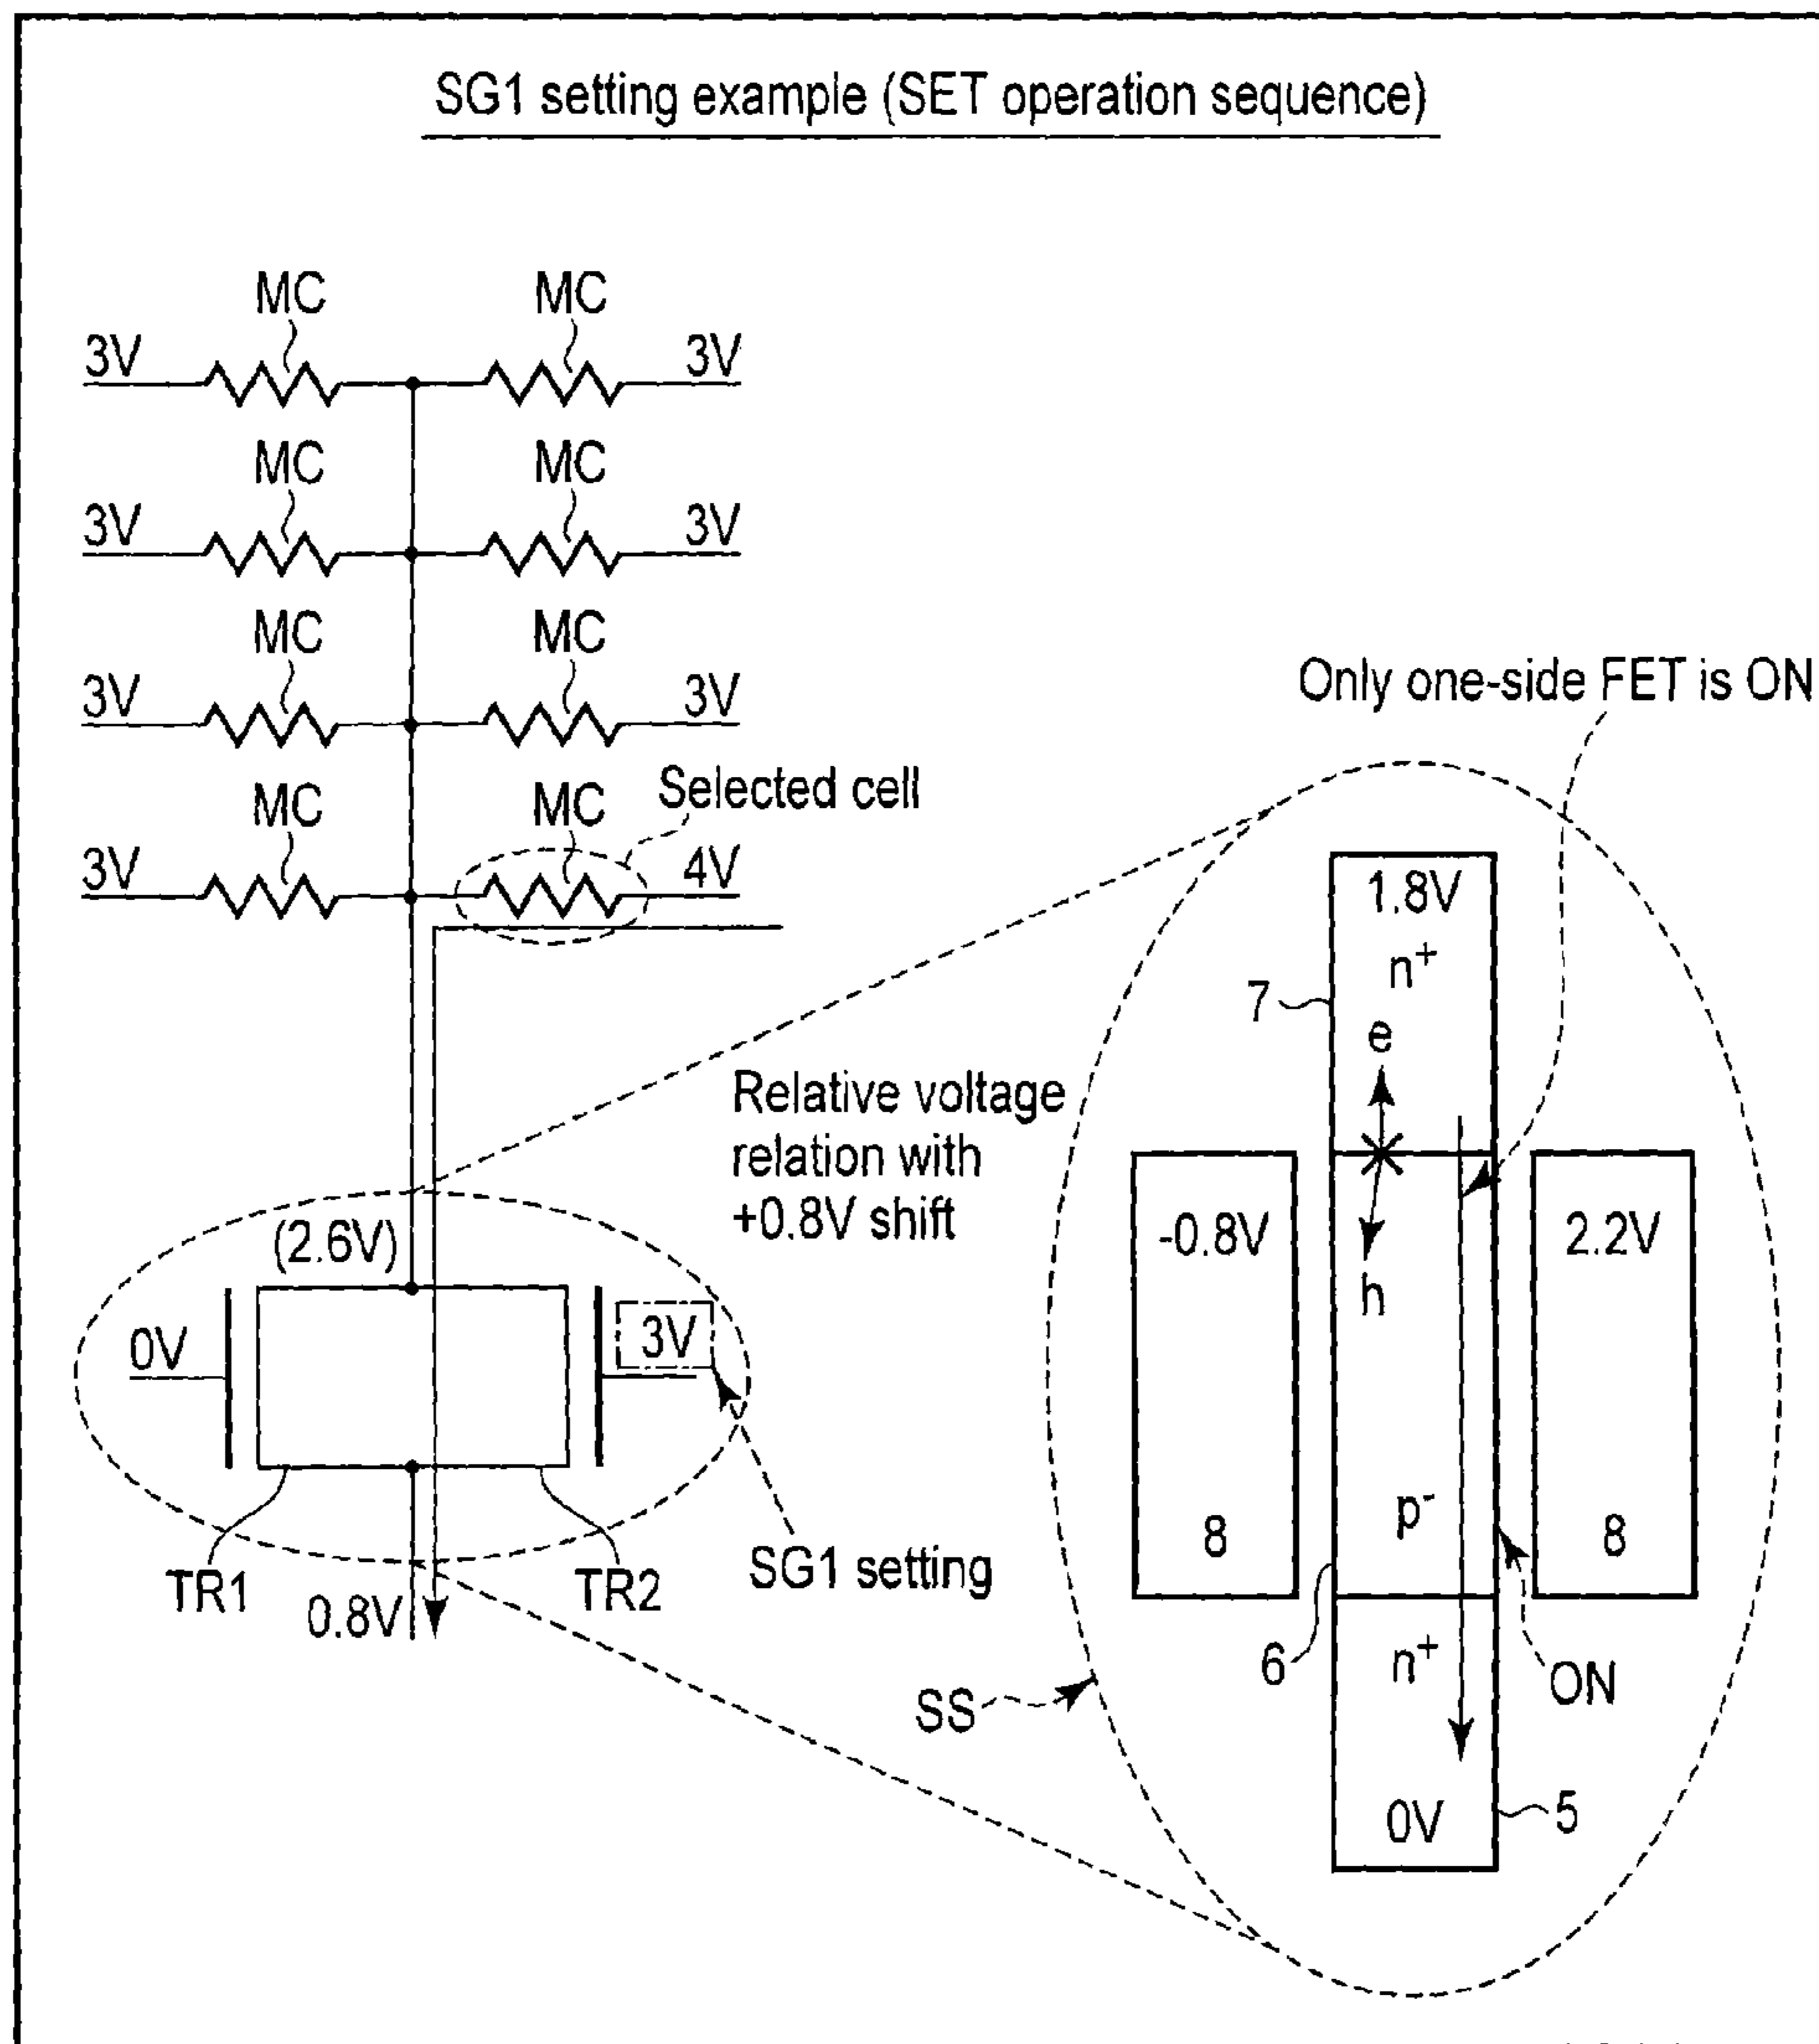 SG1 setting example (SET operation sequence)
MC MC
3V 3V
MC MC
3V 3V
MC MC
3V 3V
Only one-side FET is ON
MC MC Selected cell
3V 4V
1.8V
n+
7
e
Relative voltage
relation with
+0.8V shift
(2.6V)
-0.8V 2.2V
h
0V 3V
p-
8 8
TR1 TR2 SG1 setting
0.8V
6 n+ ON
SS
0V 5